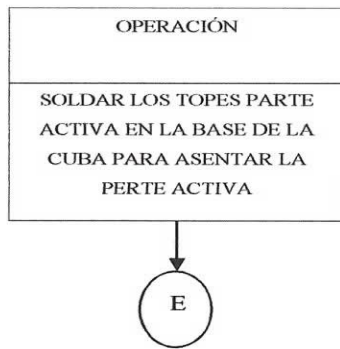 OPERACIÓN
SOLDAR LOS TOPES PARTE
ACTIVA EN LA BASE DE LA
CUBA PARA ASENTAR LA
PERTE ACTIVA
E